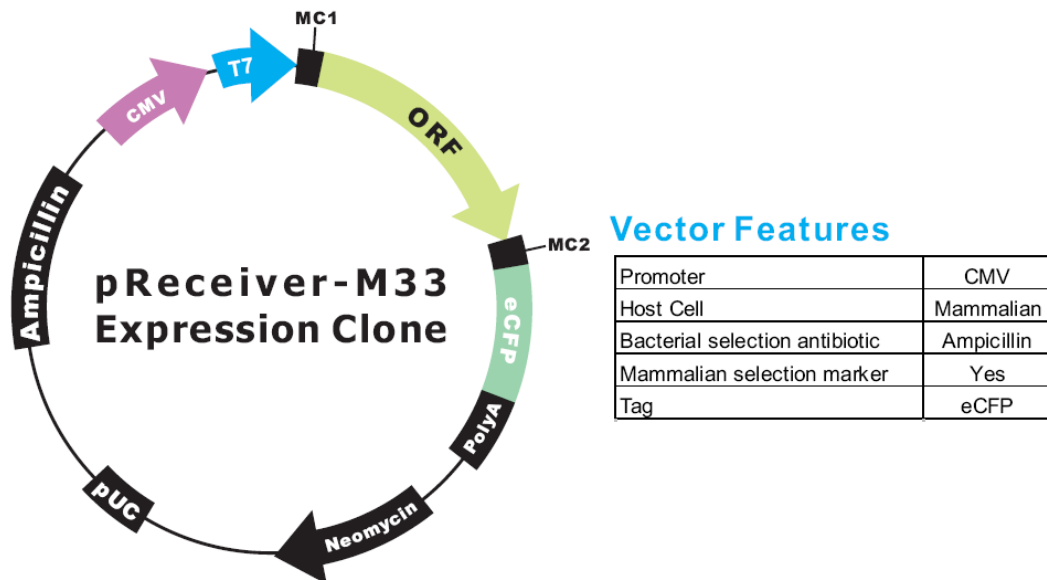 MC1
T7
CMV
ORF
MC2
Ampicillin
pReceiver-M33
Expression Clone
eCFP
PolyA
Neomycin
pUC
Vector Features
Promoter CMV
Host Cell Mammalian
Bacterial selection antibiotic Ampicillin
Mammalian selection marker Yes
Tag eCFP